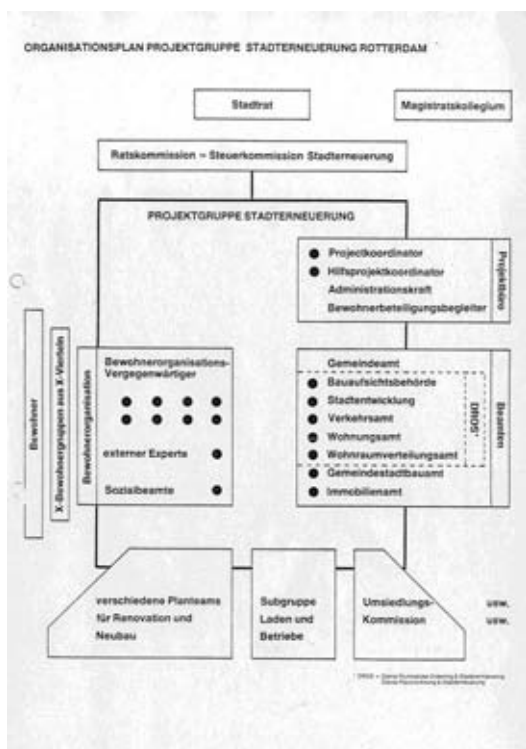 ORGANISATIONSPLAN PROJEKTGRUPPE STADTERNEUERUNG ROTTERDAM
Stadtrat
Magistratskollegium
Ratskommission – Steuerkommission Stadterneuerung
PROJEKTGRUPPE STADTERNEUERUNG
Projectkoordinator
Hilfsprojektkoordinator
Administrationskraft
Bewohnerbeteiligungsbegleiter
Projektbüro
Bewohner
X-Bewohnergruppen aus X-Vierteln
Bewohnerorganisation
Bewohnerorganisations-
Vergegenwärtiger
externer Experte
Sozialbeamte
Gemeindeamt
Bauaufsichtsbehörde
Stadtentwicklung
Verkehrsamt
Wohnungsamt
Wohnraumverteilungsamt
Gemeindestadtbauamt
Immobilienamt
DROS*
Beamten
verschiedene Planteams
für Renovation und
Neubau
Subgruppe
Laden und
Betriebe
Umsiedlungs-
Kommission
usw.
usw.